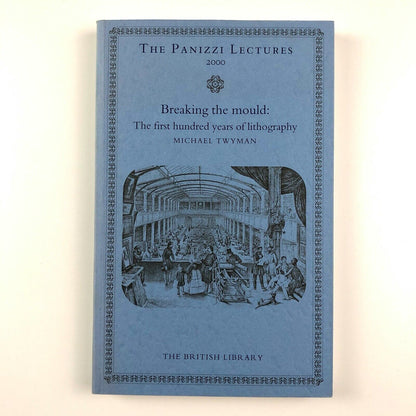 The Panizzi Lectures
2000
Breaking the mould:
The first hundred years of lithography
MICHAEL TWYMAN
THE BRITISH LIBRARY